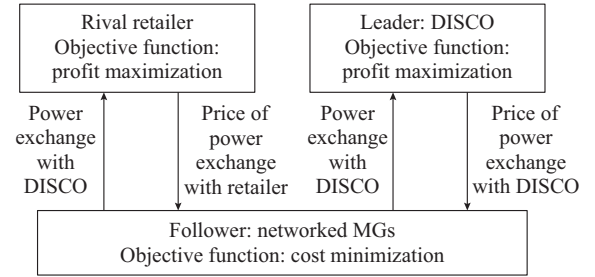 Rival retailer
Objective function:
profit maximization
Leader: DISCO
Objective function:
profit maximization
Power
exchange
with
DISCO
Price of
power
exchange
with retailer
Power
exchange
with
DISCO
Price of
power
exchange
with DISCO
Follower: networked MGs
Objective function: cost minimization